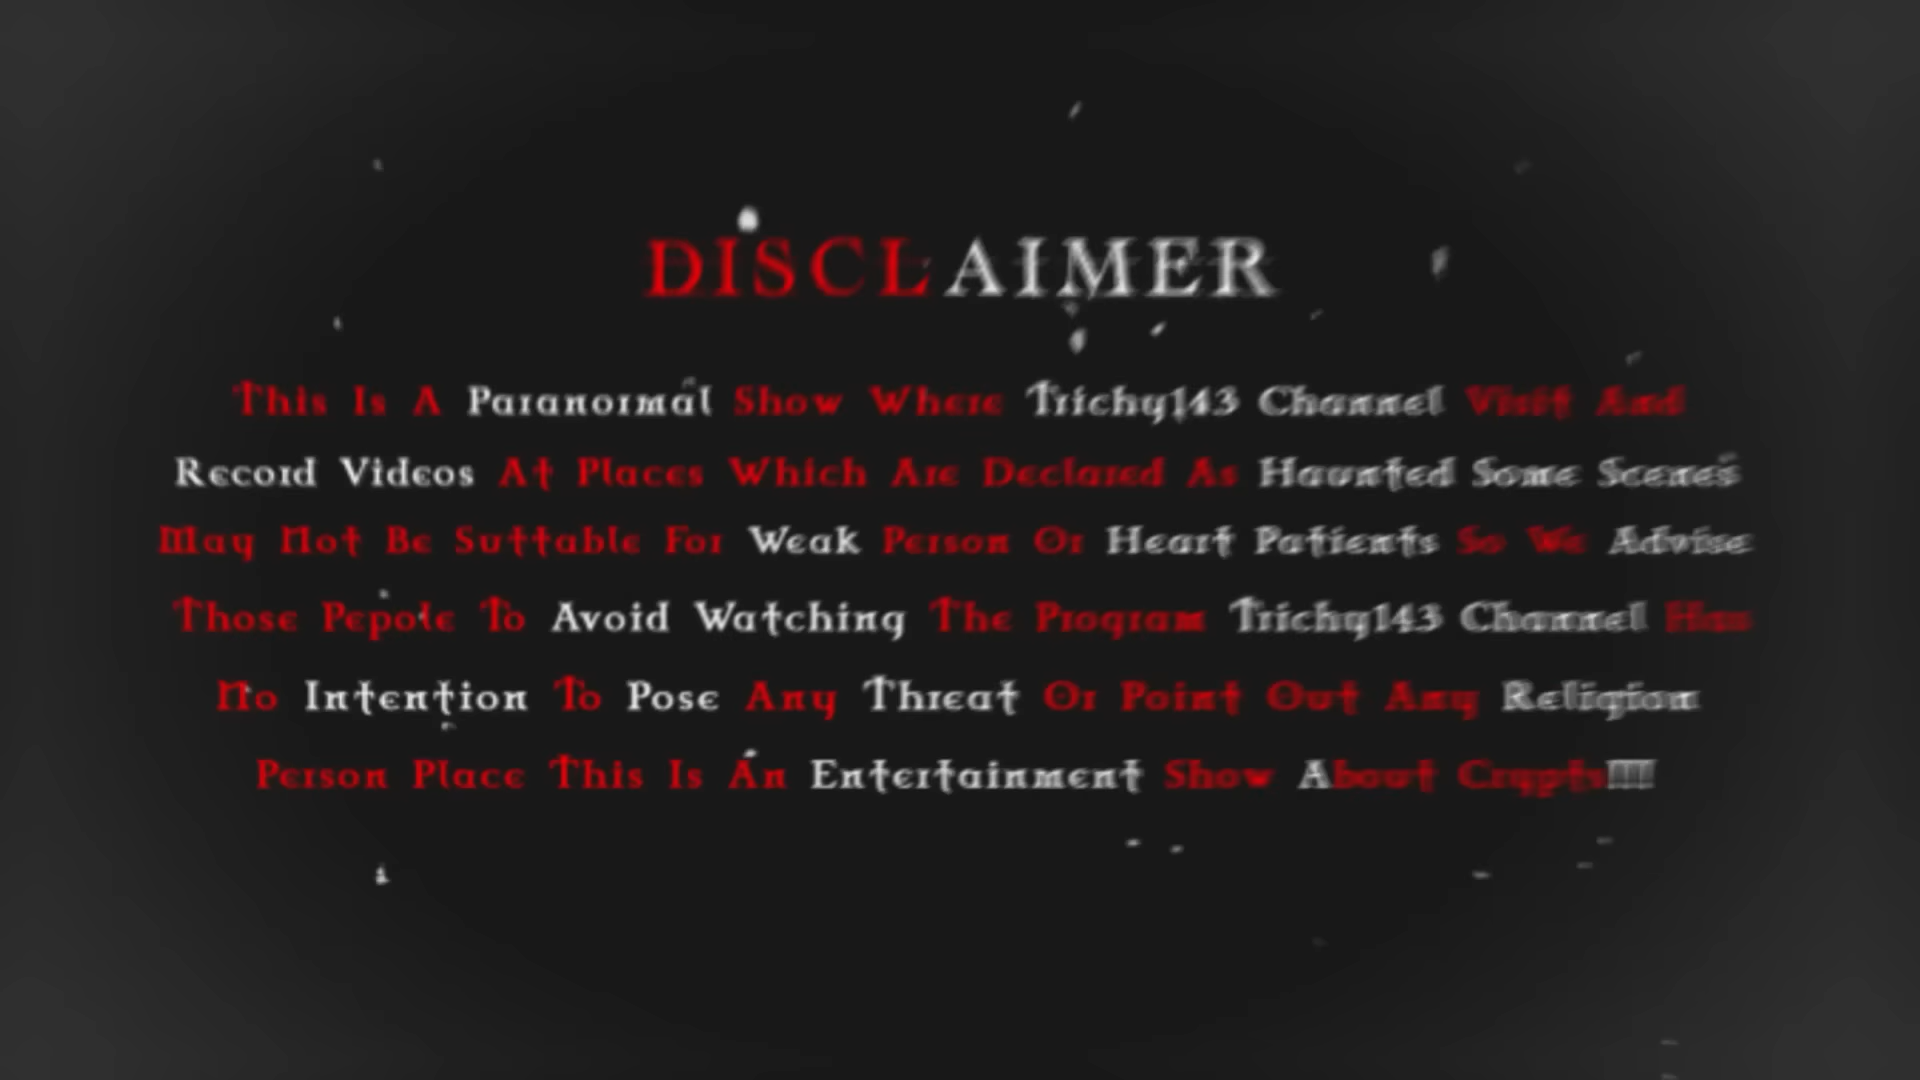 DISCLAIMER
This Is A Paranormal Show Where Trichy143 Channel Visit And
Record Videos At Places Which Are Declared As Haunted Some Scenes
May Not Be Suttable For Weak Person Or Heart Patients So We Advise
Those Pepole To Avoid Watching The Program Trichy143 Channel Has
No Intention To Pose Any Threat Or Point Out Any Religion
Person Place This Is An Entertainment Show About Crypts